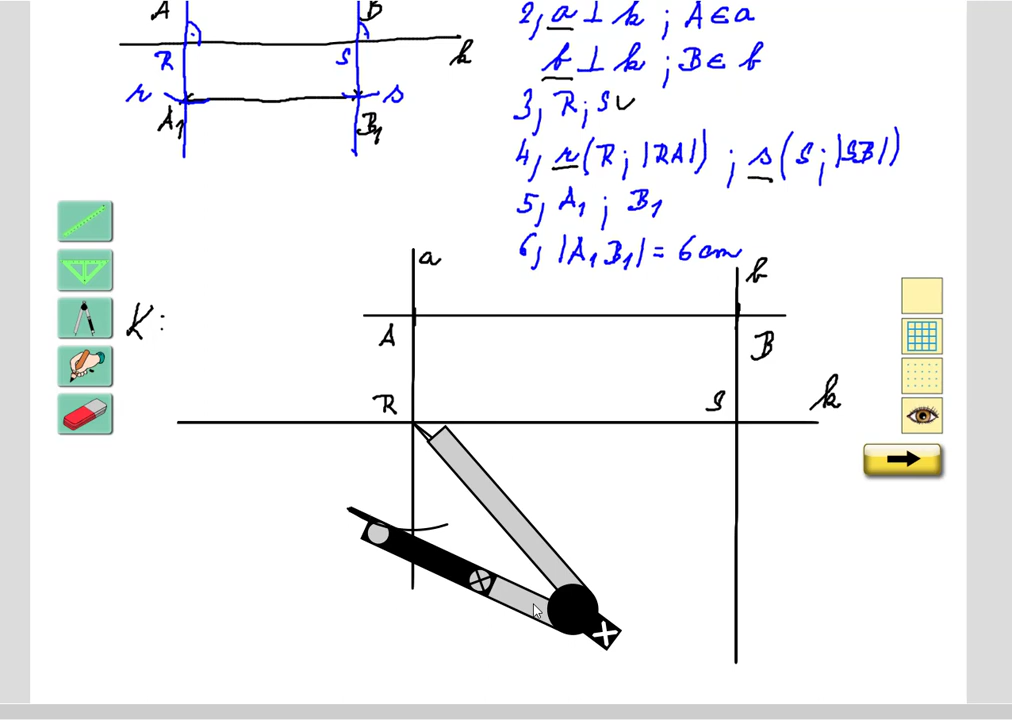 A B
R S k
r s
A₁ B₁
2, a ⊥ k ; A ∈ a
b ⊥ k ; B ∈ b
3, R; S
4, r(R; |RA|) ; s(S; |SB|)
5, A₁ ; B₁
6, |A₁B₁| = 6 cm
a b
K:
A B
R S k